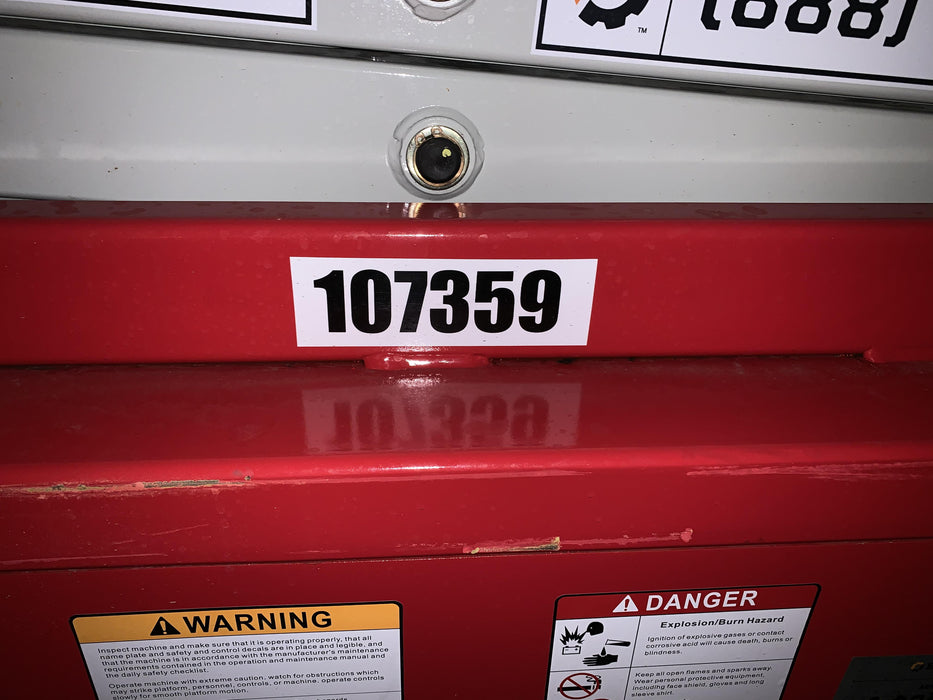 TM
(888)
107359
WARNING
Inspect machine and make sure that it is operating properly, that all
name plate and safety and control decals are in place and legible, and
that the machine is in accordance with the manufacturer's maintenance
requirements contained in the operation and maintenance manual and
the daily safety checklist.
Operate machine with extreme caution, watch for obstructions which
may strike platform, personnel, controls, or machine. operate controls
slowly for smooth platform motion.
DANGER
Explosion/Burn Hazard
Ignition of explosive gases or contact
corrosive acid will cause death, burns or
blindness.
Keep all open flames and sparks away.
Wear personal protective equipment,
including face shield, gloves and long
sleeve shirt.